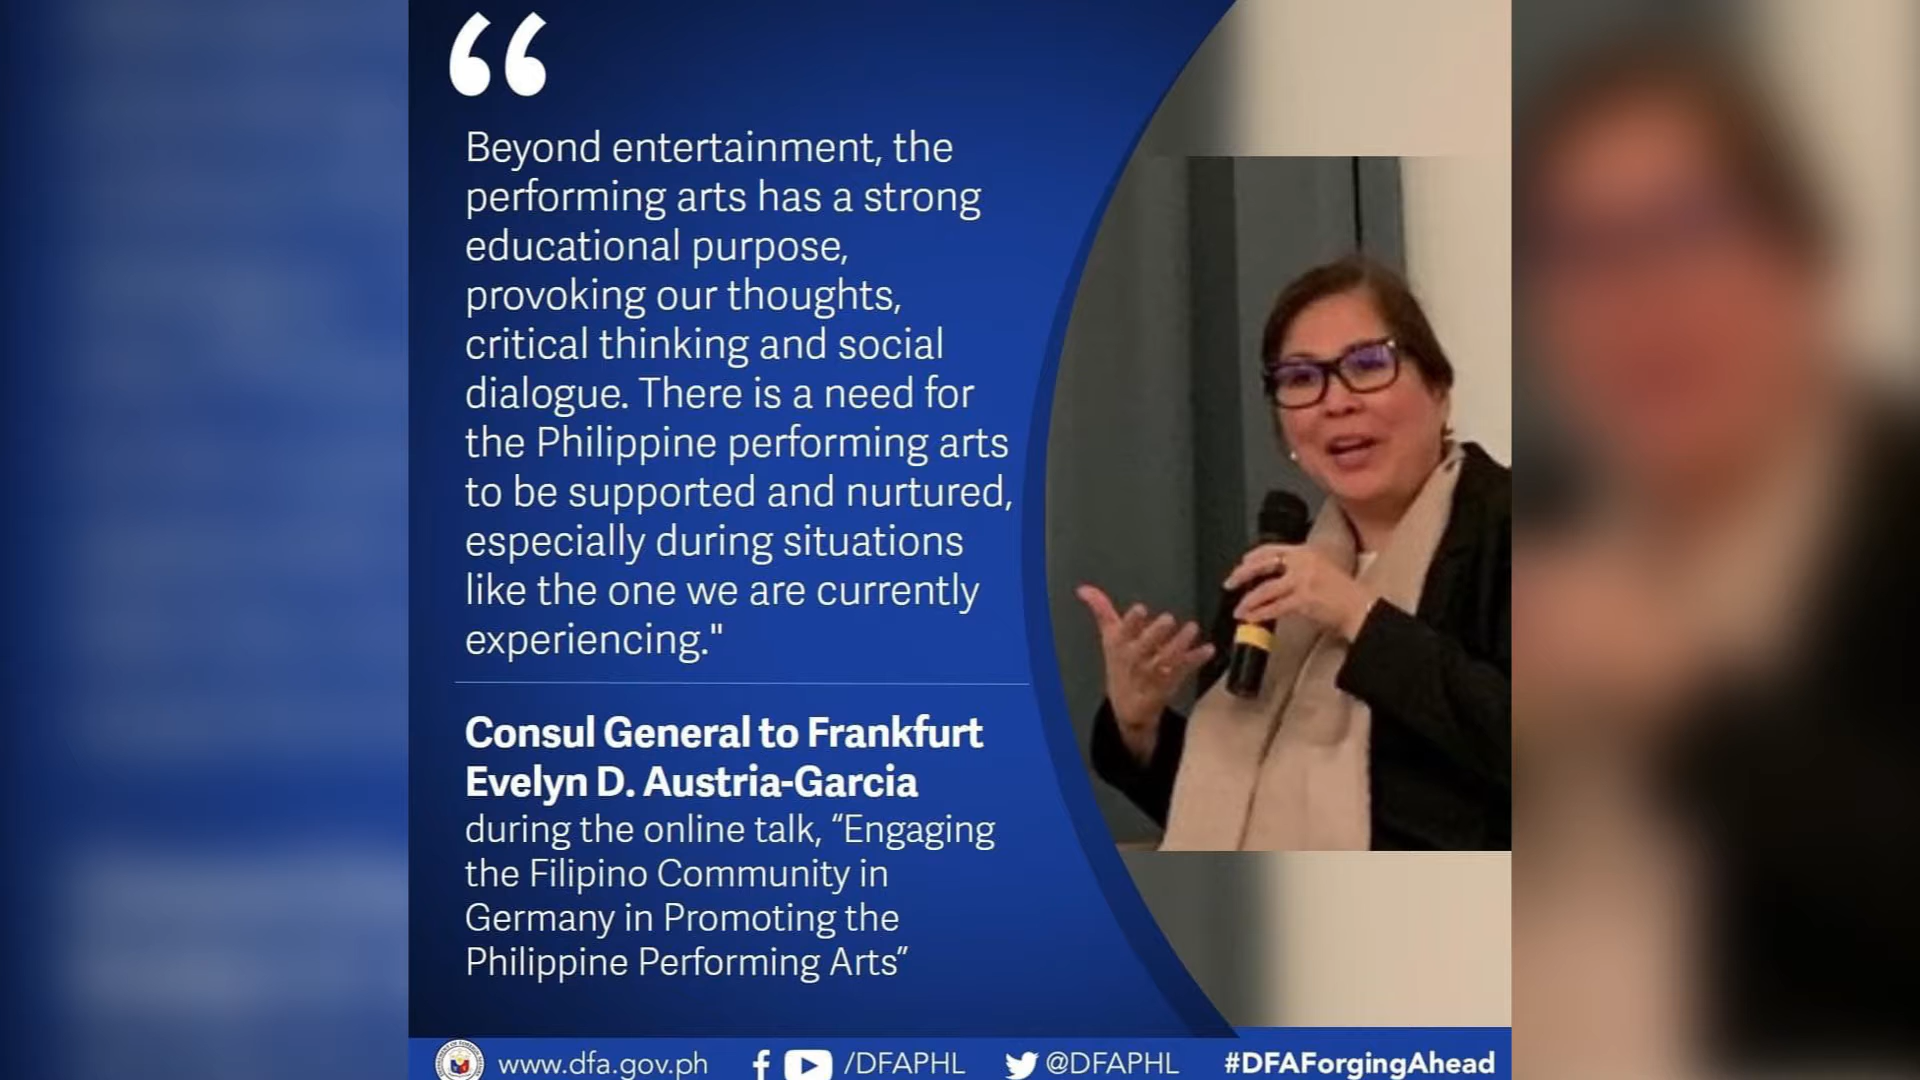 “
Beyond entertainment, the
performing arts has a strong
educational purpose,
provoking our thoughts,
critical thinking and social
dialogue. There is a need for
the Philippine performing arts
to be supported and nurtured,
especially during situations
like the one we are currently
experiencing."
Consul General to Frankfurt
Evelyn D. Austria-Garcia
during the online talk, “Engaging
the Filipino Community in
Germany in Promoting the
Philippine Performing Arts”
www.dfa.gov.ph /DFAPHL @DFAPHL #DFAForgingAhead